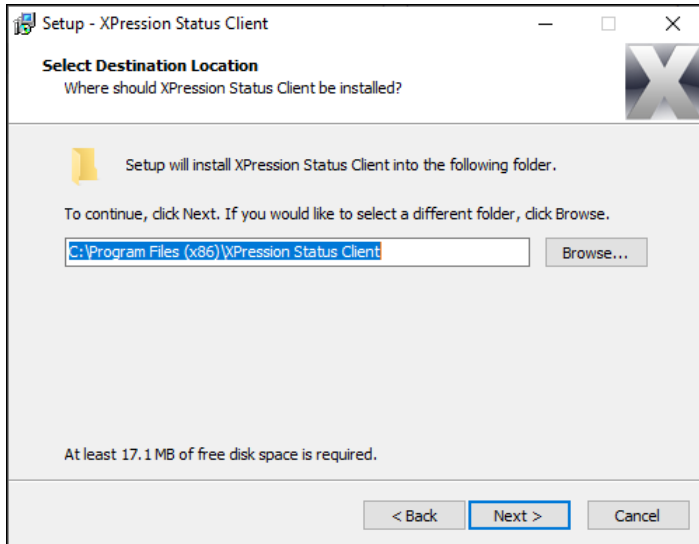 Setup - XPression Status Client
Select Destination Location
Where should XPression Status Client be installed?
X
Setup will install XPression Status Client into the following folder.
To continue, click Next. If you would like to select a different folder, click Browse.
C:\Program Files (x86)\XPression Status Client
Browse...
At least 17.1 MB of free disk space is required.
< Back
Next >
Cancel